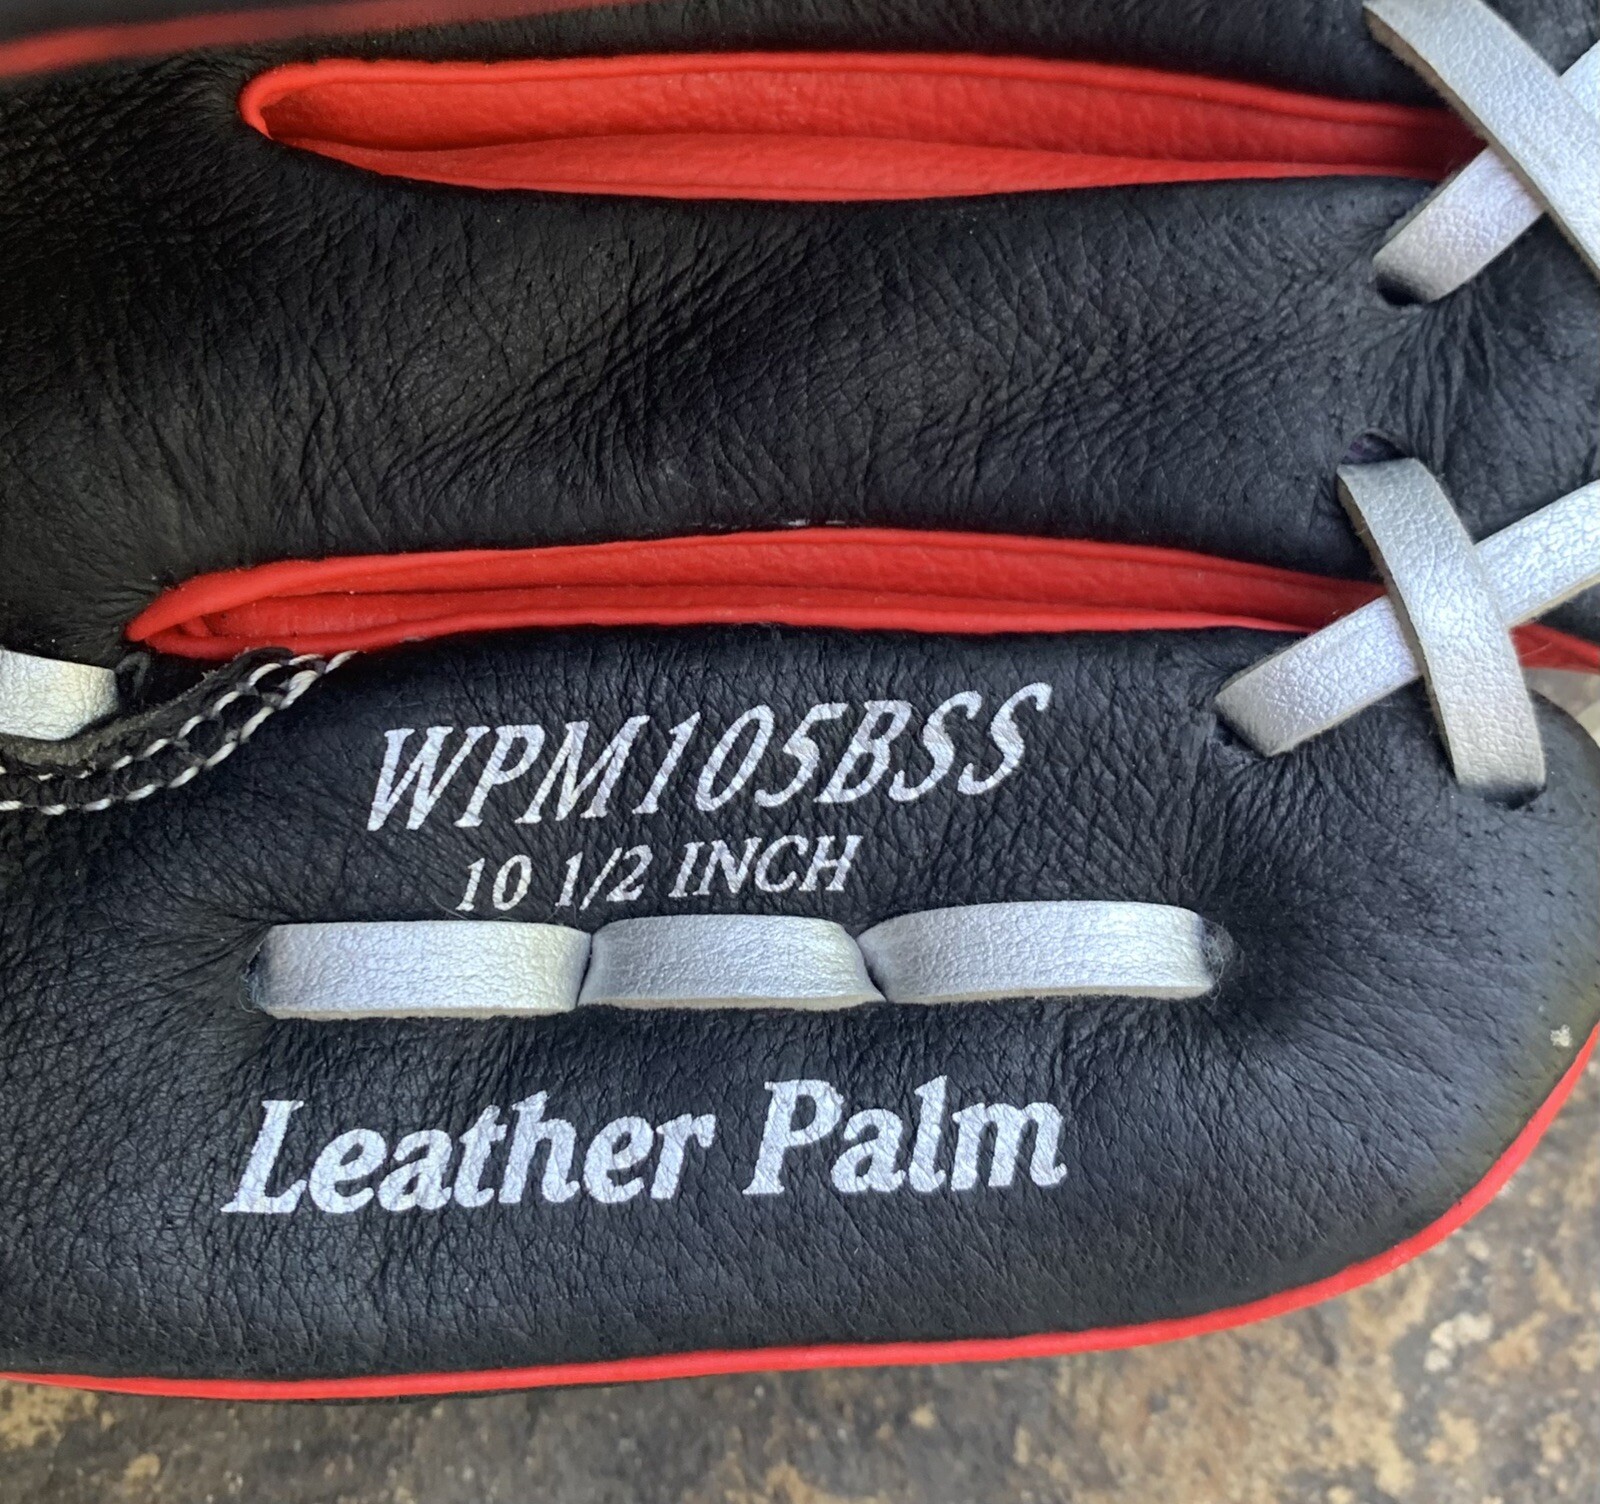 WPM105BSS
10 1/2 INCH
Leather Palm